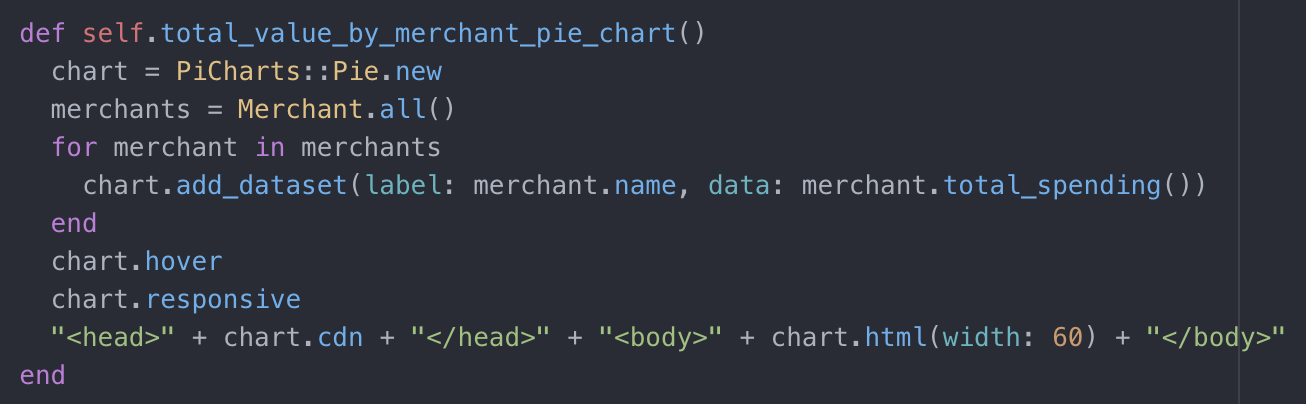 def self.total_value_by_merchant_pie_chart()
  chart = PiCharts::Pie.new
  merchants = Merchant.all()
  for merchant in merchants
    chart.add_dataset(label: merchant.name, data: merchant.total_spending())
  end
  chart.hover
  chart.responsive
  "<head>" + chart.cdn + "</head>" + "<body>" + chart.html(width: 60) + "</body>"
end